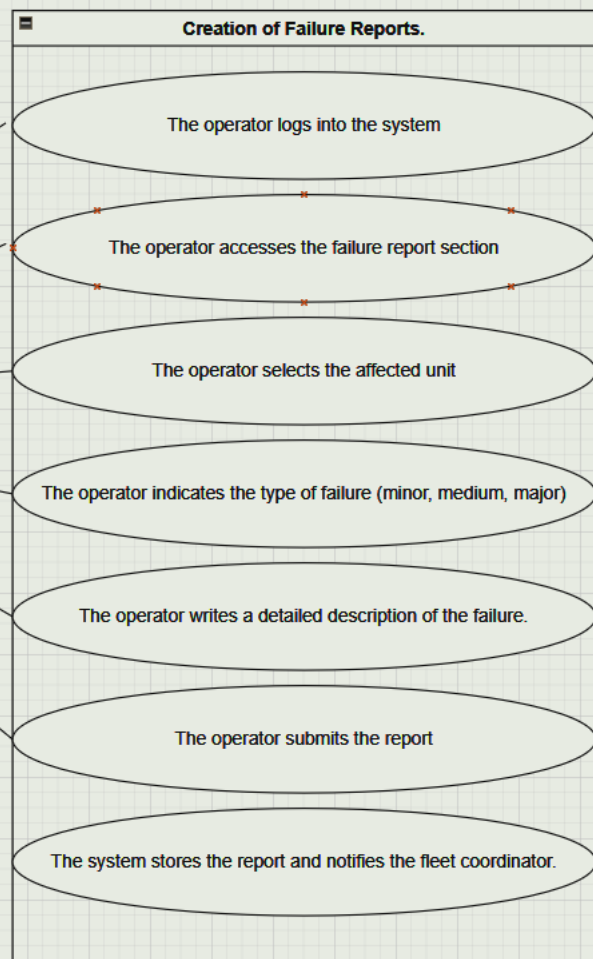 Creation of Failure Reports.
The operator logs into the system
The operator accesses the failure report section
The operator selects the affected unit
The operator indicates the type of failure (minor, medium, major)
The operator writes a detailed description of the failure.
The operator submits the report
The system stores the report and notifies the fleet coordinator.